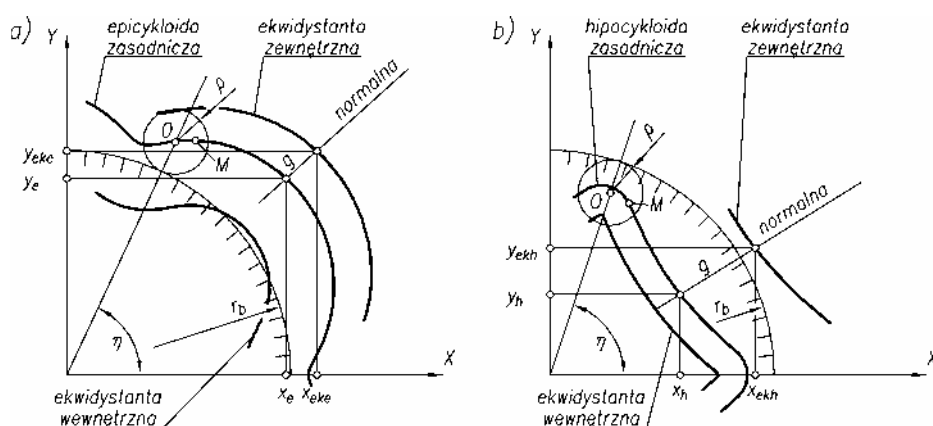 a)
Y
epicykloida
zasadnicza
ekwidystanta
zewnętrzna
ρ
normalna
O
M
g
y_eke
y_e
r_b
η
X
x_e
x_eke
ekwidystanta
wewnętrzna
b)
Y
hipocykloida
zasadnicza
ekwidystanta
zewnętrzna
ρ
normalna
O
M
g
y_ekh
y_h
r_b
η
X
x_h
x_ekh
ekwidystanta
wewnętrzna